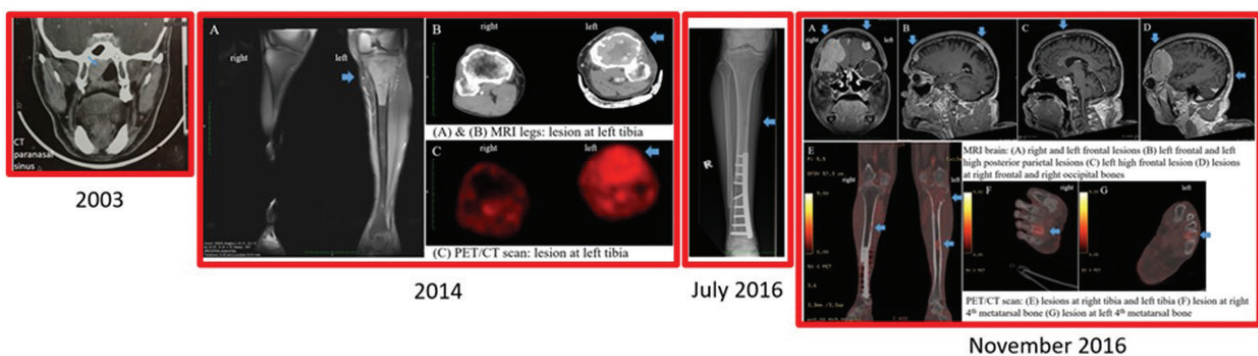 CT
paranasal
sinus
2003
A
right
left
B
right
left
(A) & (B) MRI legs: lesion at left tibia
C
right
left
(C) PET/CT scan: lesion at left tibia
2014
R
July 2016
A
right
left
B
C
D
MRI brain: (A) right and left frontal lesions (B) left frontal and left
high posterior parietal lesions (C) left high frontal lesion (D) lesions
at right frontal and right occipital bones
E
right
left
F
right
G
left
PET/CT scan: (E) lesions at right tibia and left tibia (F) lesion at right
4th metatarsal bone (G) lesion at left 4th metatarsal bone
November 2016